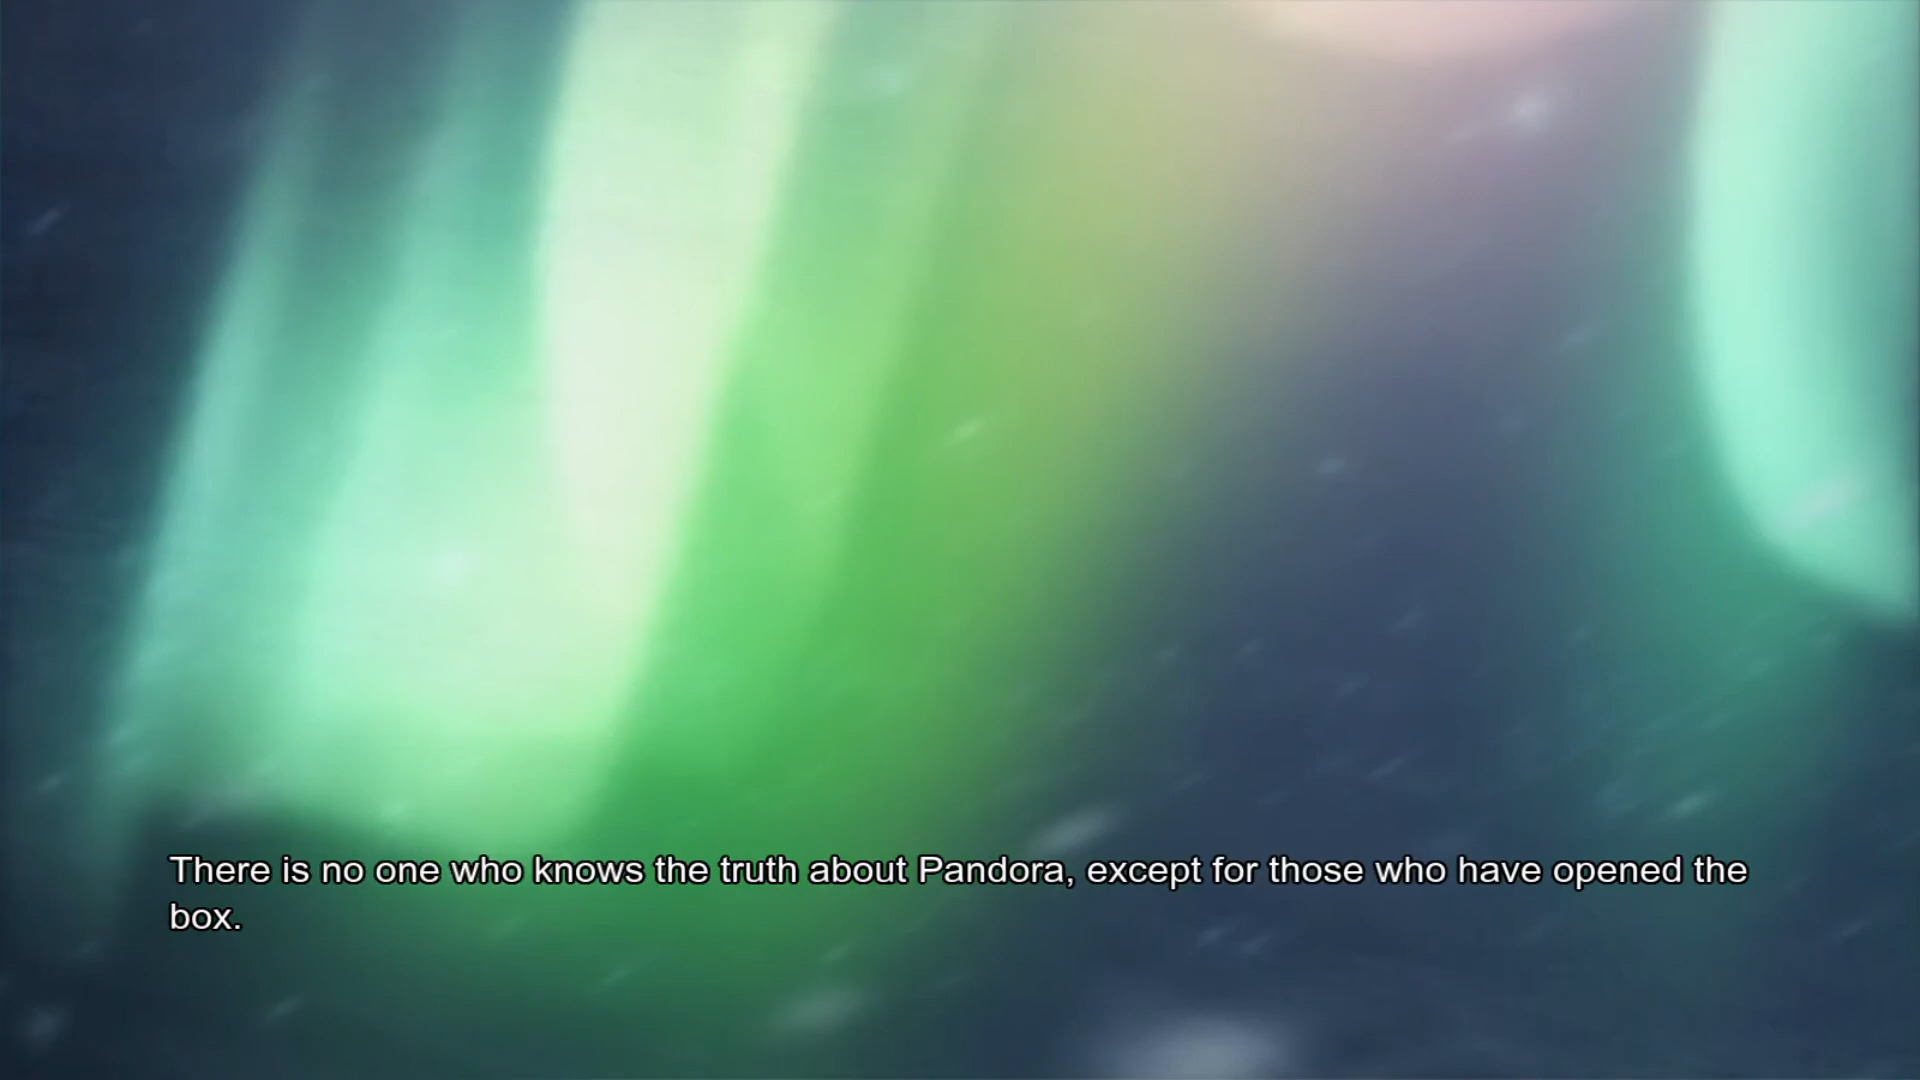 There is no one who knows the truth about Pandora, except for those who have opened the
box.